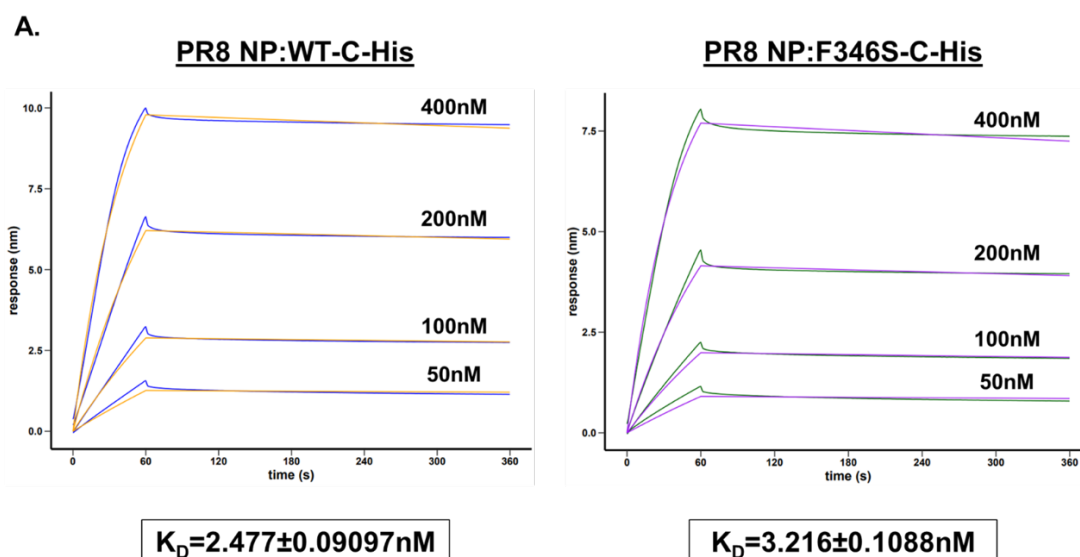 A.
PR8 NP:WT-C-His
PR8 NP:F346S-C-His
10.0
7.5
5.0
2.5
0.0
response (nm)
400nM
200nM
100nM
50nM
0
60
120
180
240
300
360
time (s)
7.5
5.0
2.5
0.0
response (nm)
400nM
200nM
100nM
50nM
0
60
120
180
240
300
360
time (s)
K_D=2.477±0.09097nM
K_D=3.216±0.1088nM